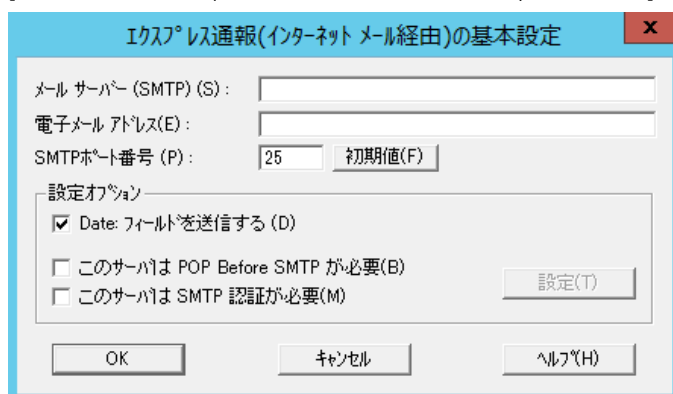 エクスプレス通報(インターネット メール経由)の基本設定
x
メール サーバー (SMTP) (S) :
電子メール アドレス(E) :
SMTPポート番号 (P) :
25
初期値(F)
設定オプション
Date: フィールドを送信する (D)
このサーバは POP Before SMTP が必要(B)
このサーバは SMTP 認証が必要(M)
設定(T)
OK
キャンセル
ヘルプ(H)